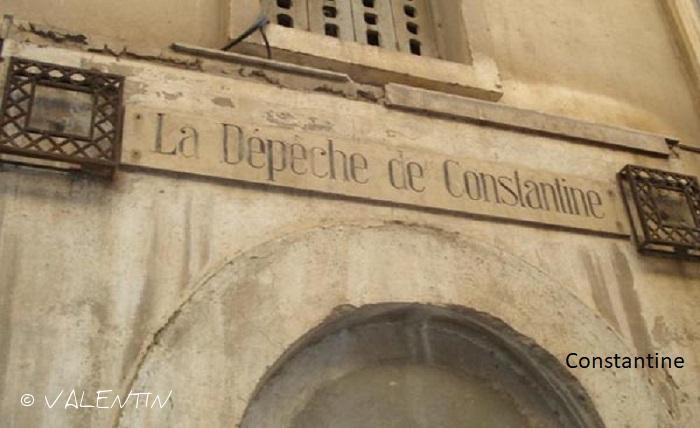 La Dépêche de Constantine
Constantine
© VALENTIN